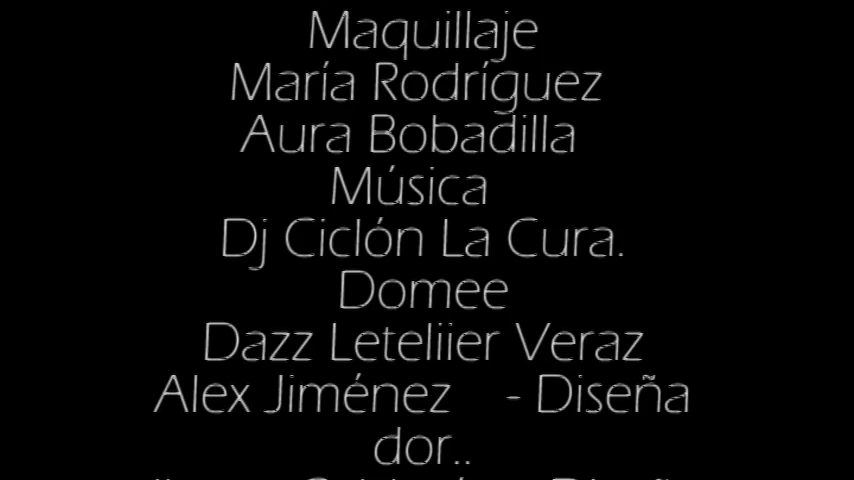 Maquillaje
María Rodríguez
Aura Bobadilla
Música
Dj Ciclón La Cura.
Domee
Dazz Leteliier Veraz
Alex Jiménez - Diseña
dor..